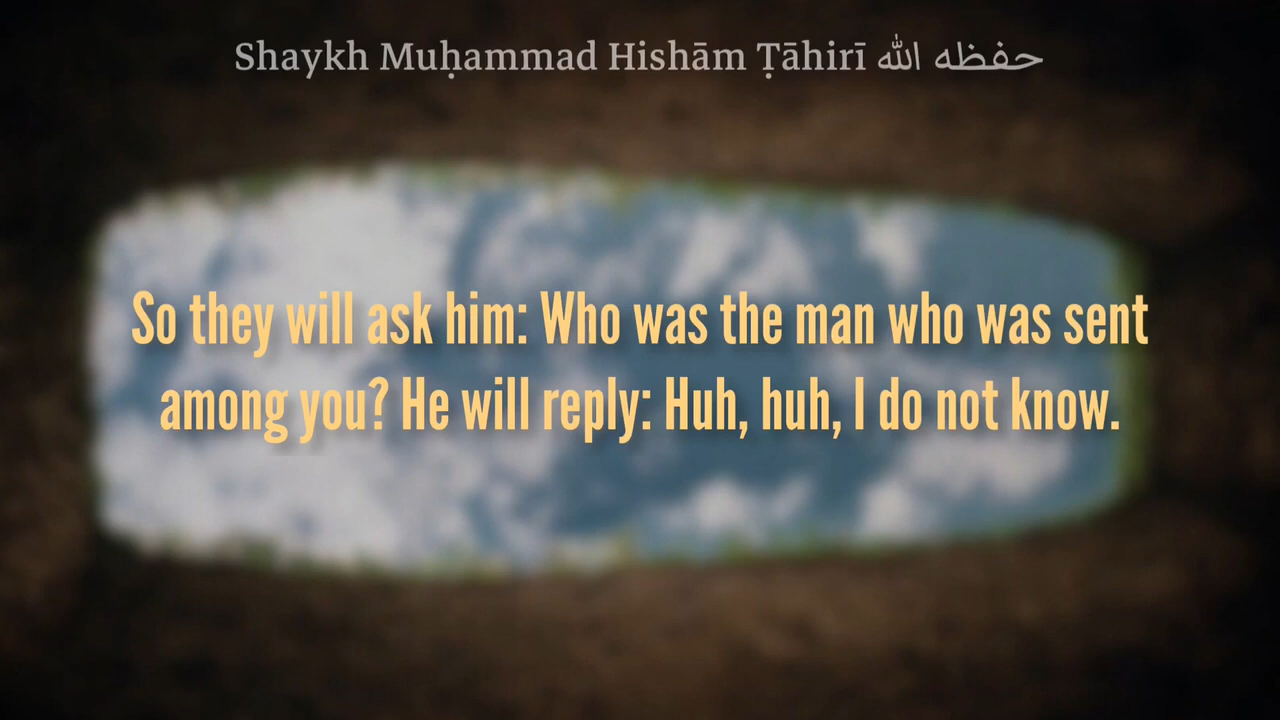 Shaykh Muḥammad Hishām Ṭāhirī حفظه الله
So they will ask him: Who was the man who was sent
among you? He will reply: Huh, huh, I do not know.